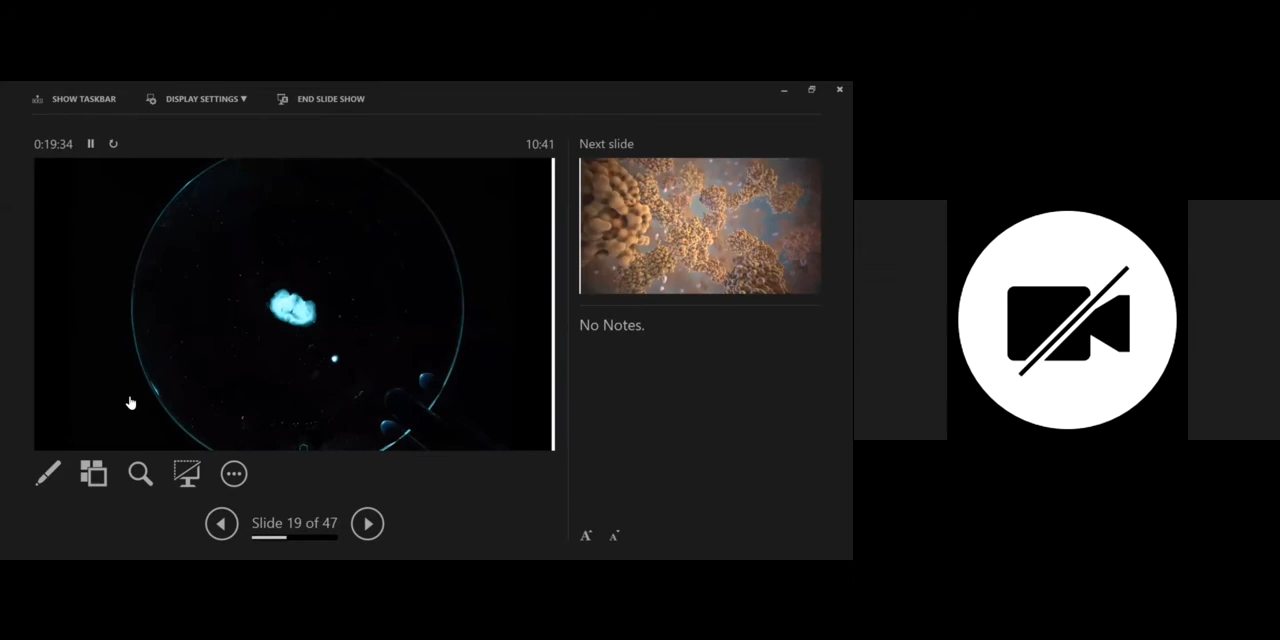 SHOW TASKBAR DISPLAY SETTINGS ▼ END SLIDE SHOW
0:19:34 10:41
Next slide
No Notes.
Slide 19 of 47
A A